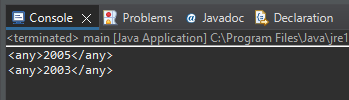 Console Problems Javadoc Declaration
<terminated> main [Java Application] C:\Program Files\Java\jre1
<any>2005</any>
<any>2003</any>